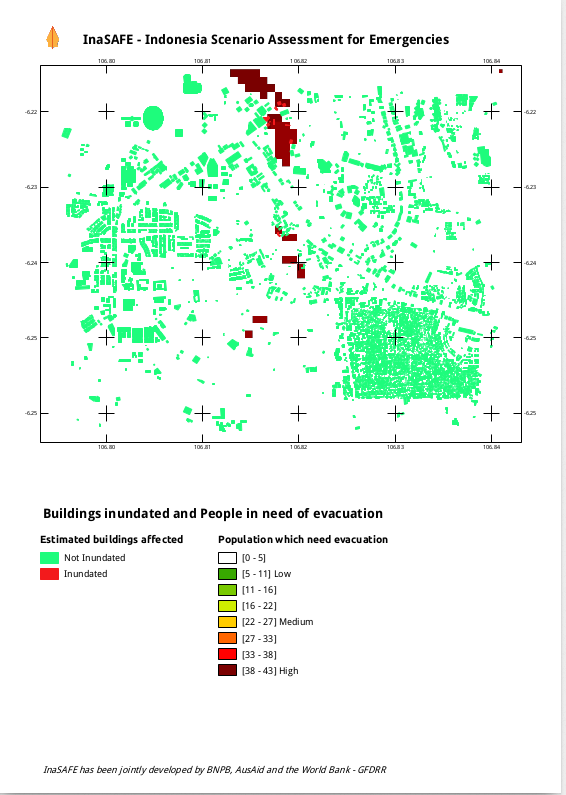 InaSAFE - Indonesia Scenario Assessment for Emergencies
106.80 106.81 106.82 106.83 106.84
-6.22 -6.22
-6.23 -6.23
-6.24 -6.24
-6.25 -6.25
-6.25 -6.25
106.80 106.81 106.82 106.83 106.84
Buildings inundated and People in need of evacuation
Estimated buildings affected
Not Inundated
Inundated
Population which need evacuation
[0 - 5]
[5 - 11] Low
[11 - 16]
[16 - 22]
[22 - 27] Medium
[27 - 33]
[33 - 38]
[38 - 43] High
InaSAFE has been jointly developed by BNPB, AusAid and the World Bank - GFDRR